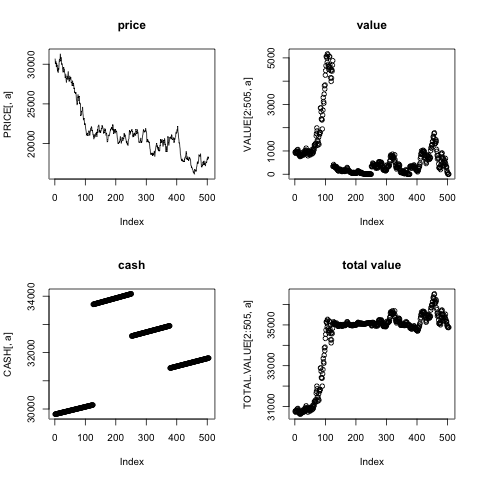 price
PRICE[, a]
20000 25000 30000
0 100 200 300 400 500
Index
value
VALUE[2:505, a]
0 1000 3000 5000
0 100 200 300 400 500
Index
cash
CASH[, a]
30000 32000 34000
0 100 200 300 400 500
Index
total value
TOTAL.VALUE[2:505, a]
31000 33000 35000
0 100 200 300 400 500
Index